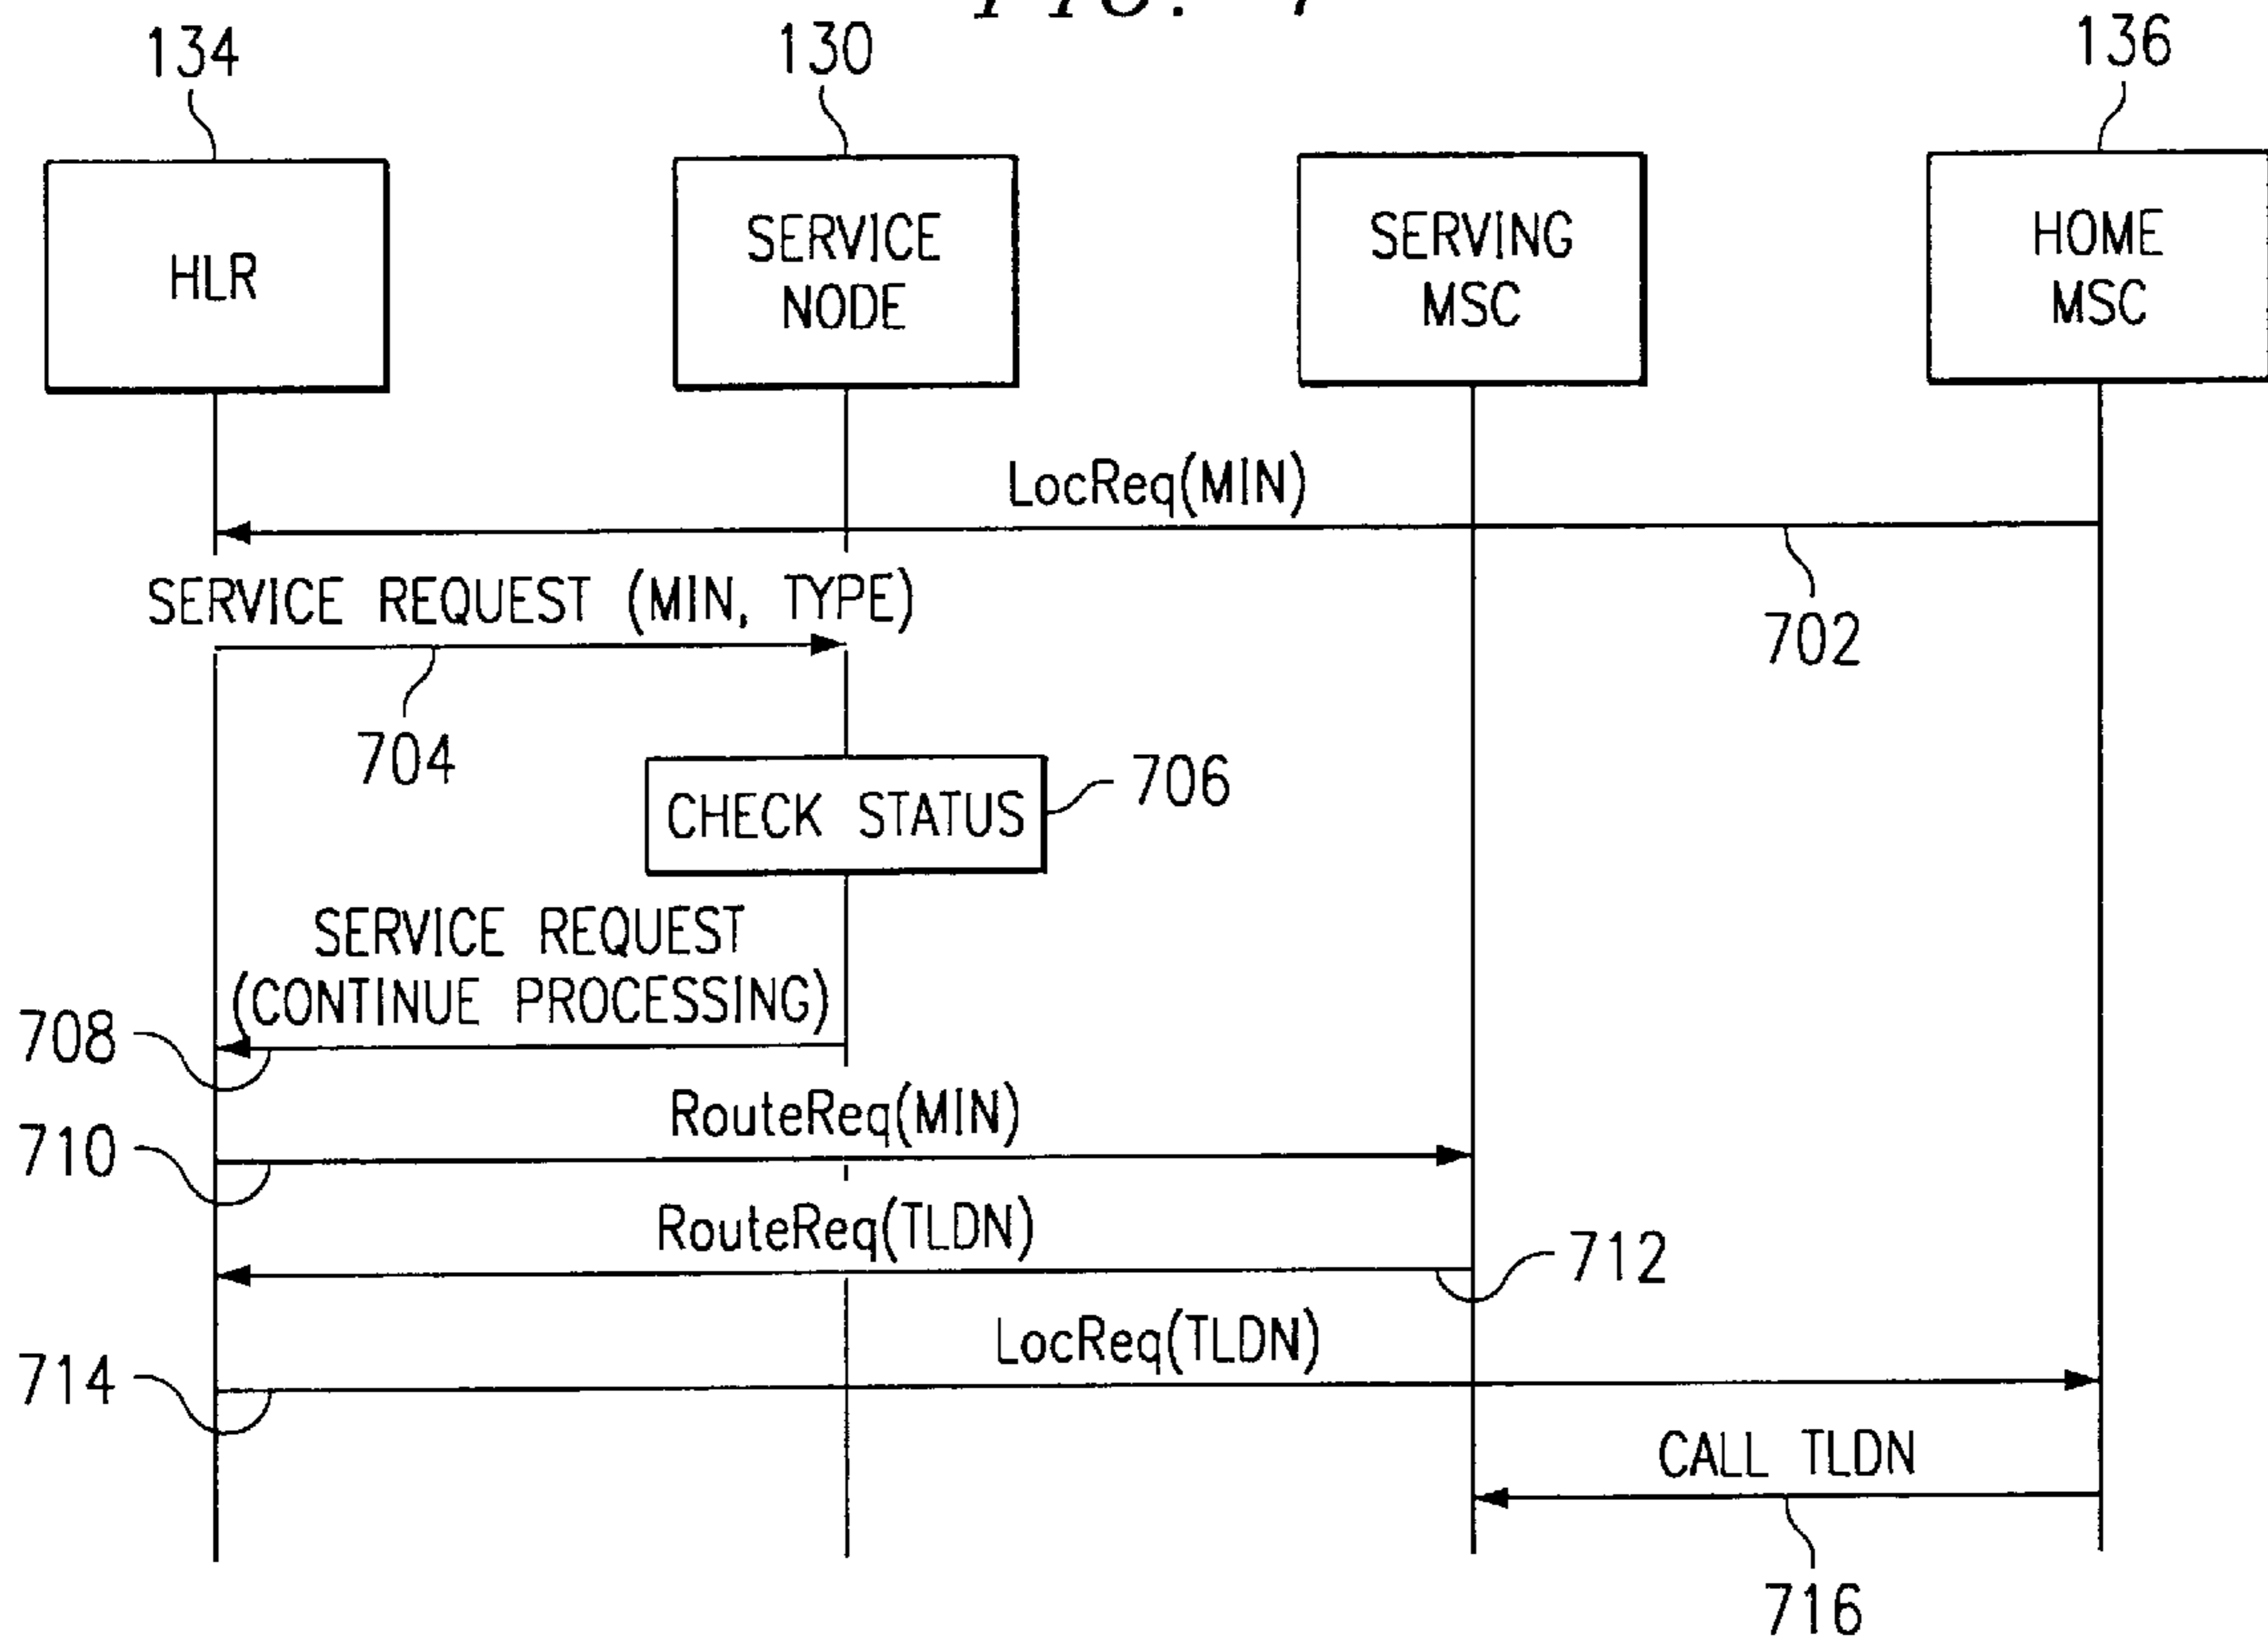 FIG. 7
134
130
136
HLR
SERVICE
NODE
SERVING
MSC
HOME
MSC
LocReq(MIN)
702
SERVICE REQUEST (MIN, TYPE)
704
CHECK STATUS
706
SERVICE REQUEST
(CONTINUE PROCESSING)
708
RouteReq(MIN)
710
RouteReq(TLDN)
712
LocReq(TLDN)
714
CALL TLDN
716